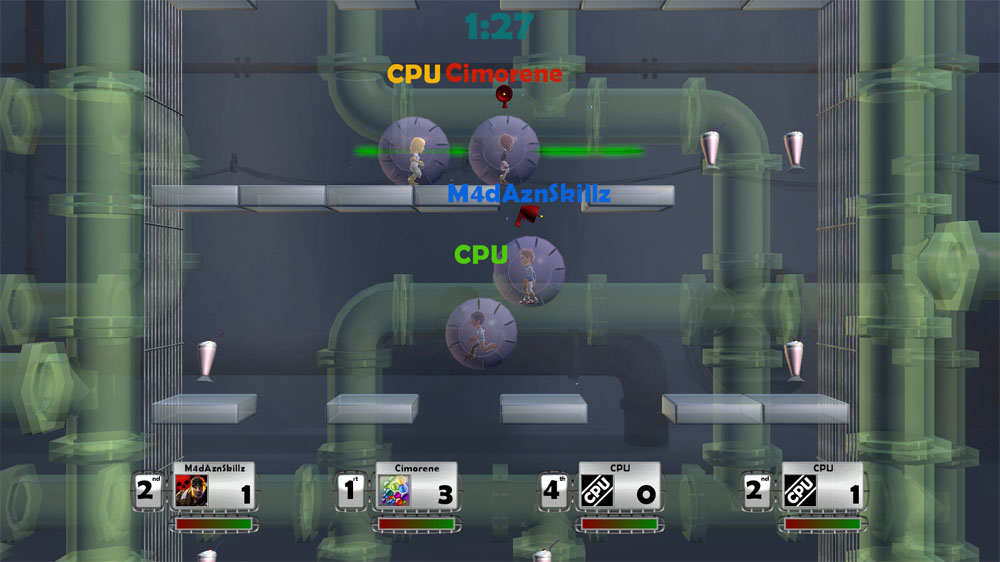 1:27
CPU Cimorene
M4dAznSkillz
CPU
M4dAznSkillz Cimorene CPU CPU
2nd 1 1rt 3 4th CPU 0 2nd CPU 1